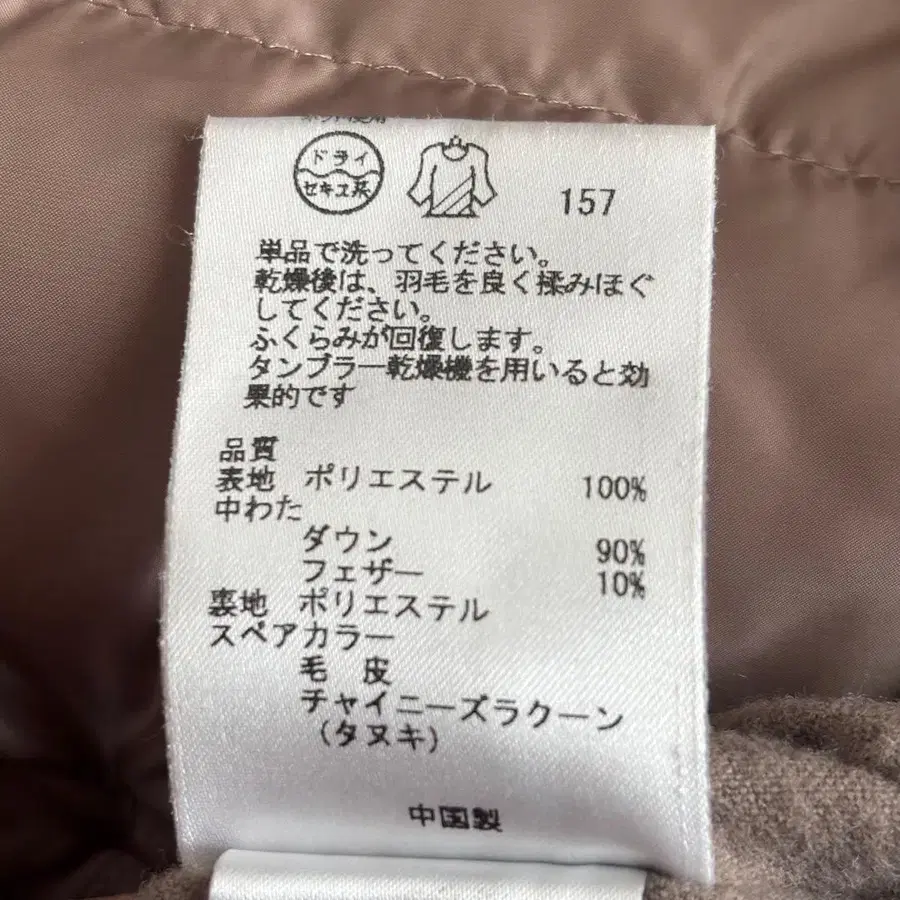 ドライ
セキユ系
157
単品で洗ってください。
乾燥後は、羽毛を良く揉みほぐ
してください。
ふくらみが回復します。
タンブラー乾燥機を用いると効
果的です
品質
表地 ポリエステル 100%
中わた
ダウン 90%
フェザー 10%
裏地 ポリエステル
スペアカラー
毛 皮
チャイニーズラクーン
(タヌキ)
中国製